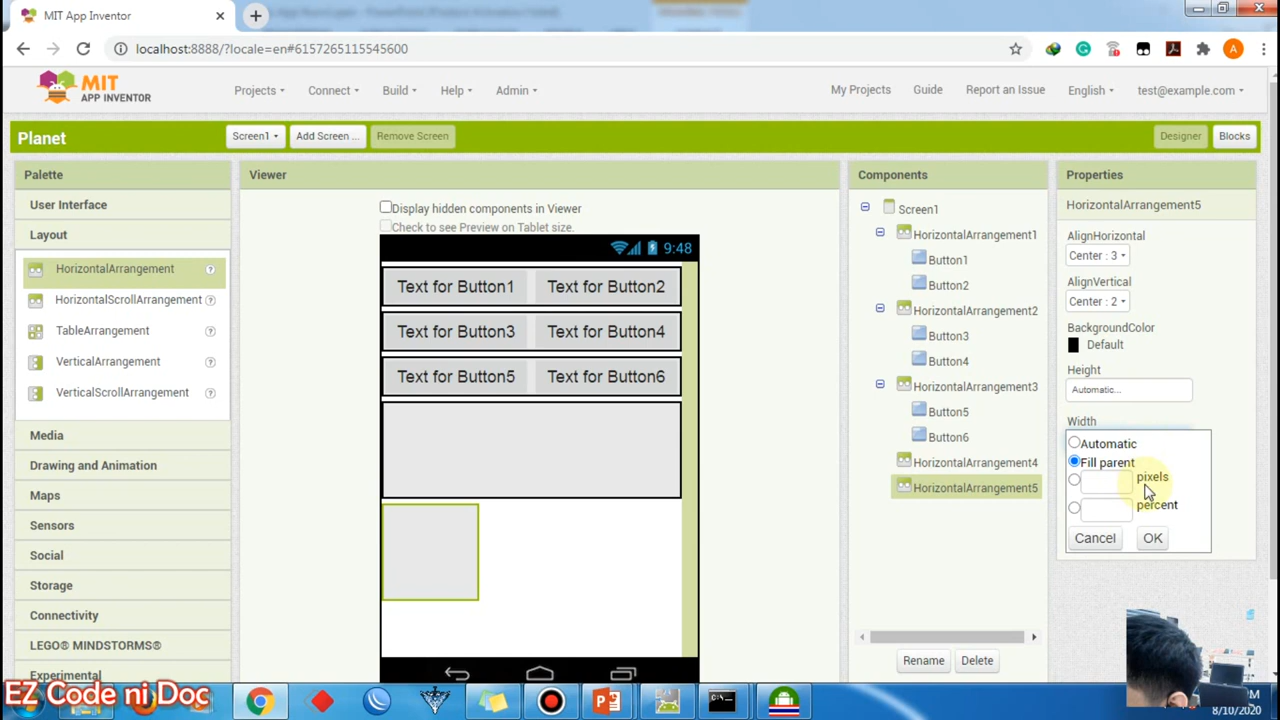 MIT App Inventor
localhost:8888/?locale=en#6157265115545600
A
MIT
APP INVENTOR
Projects
Connect
Build
Help
Admin
My Projects
Guide
Report an Issue
English
test@example.com
Planet
Screen1
Add Screen ...
Remove Screen
Designer
Blocks
Palette
User Interface
Layout
HorizontalArrangement
HorizontalScrollArrangement
TableArrangement
VerticalArrangement
VerticalScrollArrangement
Media
Drawing and Animation
Maps
Sensors
Social
Storage
Connectivity
LEGO® MINDSTORMS®
Experimental
Viewer
Display hidden components in Viewer
Check to see Preview on Tablet size.
9:48
Text for Button1
Text for Button2
Text for Button3
Text for Button4
Text for Button5
Text for Button6
Components
Screen1
HorizontalArrangement1
Button1
Button2
HorizontalArrangement2
Button3
Button4
HorizontalArrangement3
Button5
Button6
HorizontalArrangement4
HorizontalArrangement5
Rename
Delete
Properties
HorizontalArrangement5
AlignHorizontal
Center : 3
AlignVertical
Center : 2
BackgroundColor
Default
Height
Automatic...
Width
Automatic
Fill parent
pixels
percent
Cancel
OK
EZ Code ni Doc
8/10/2020